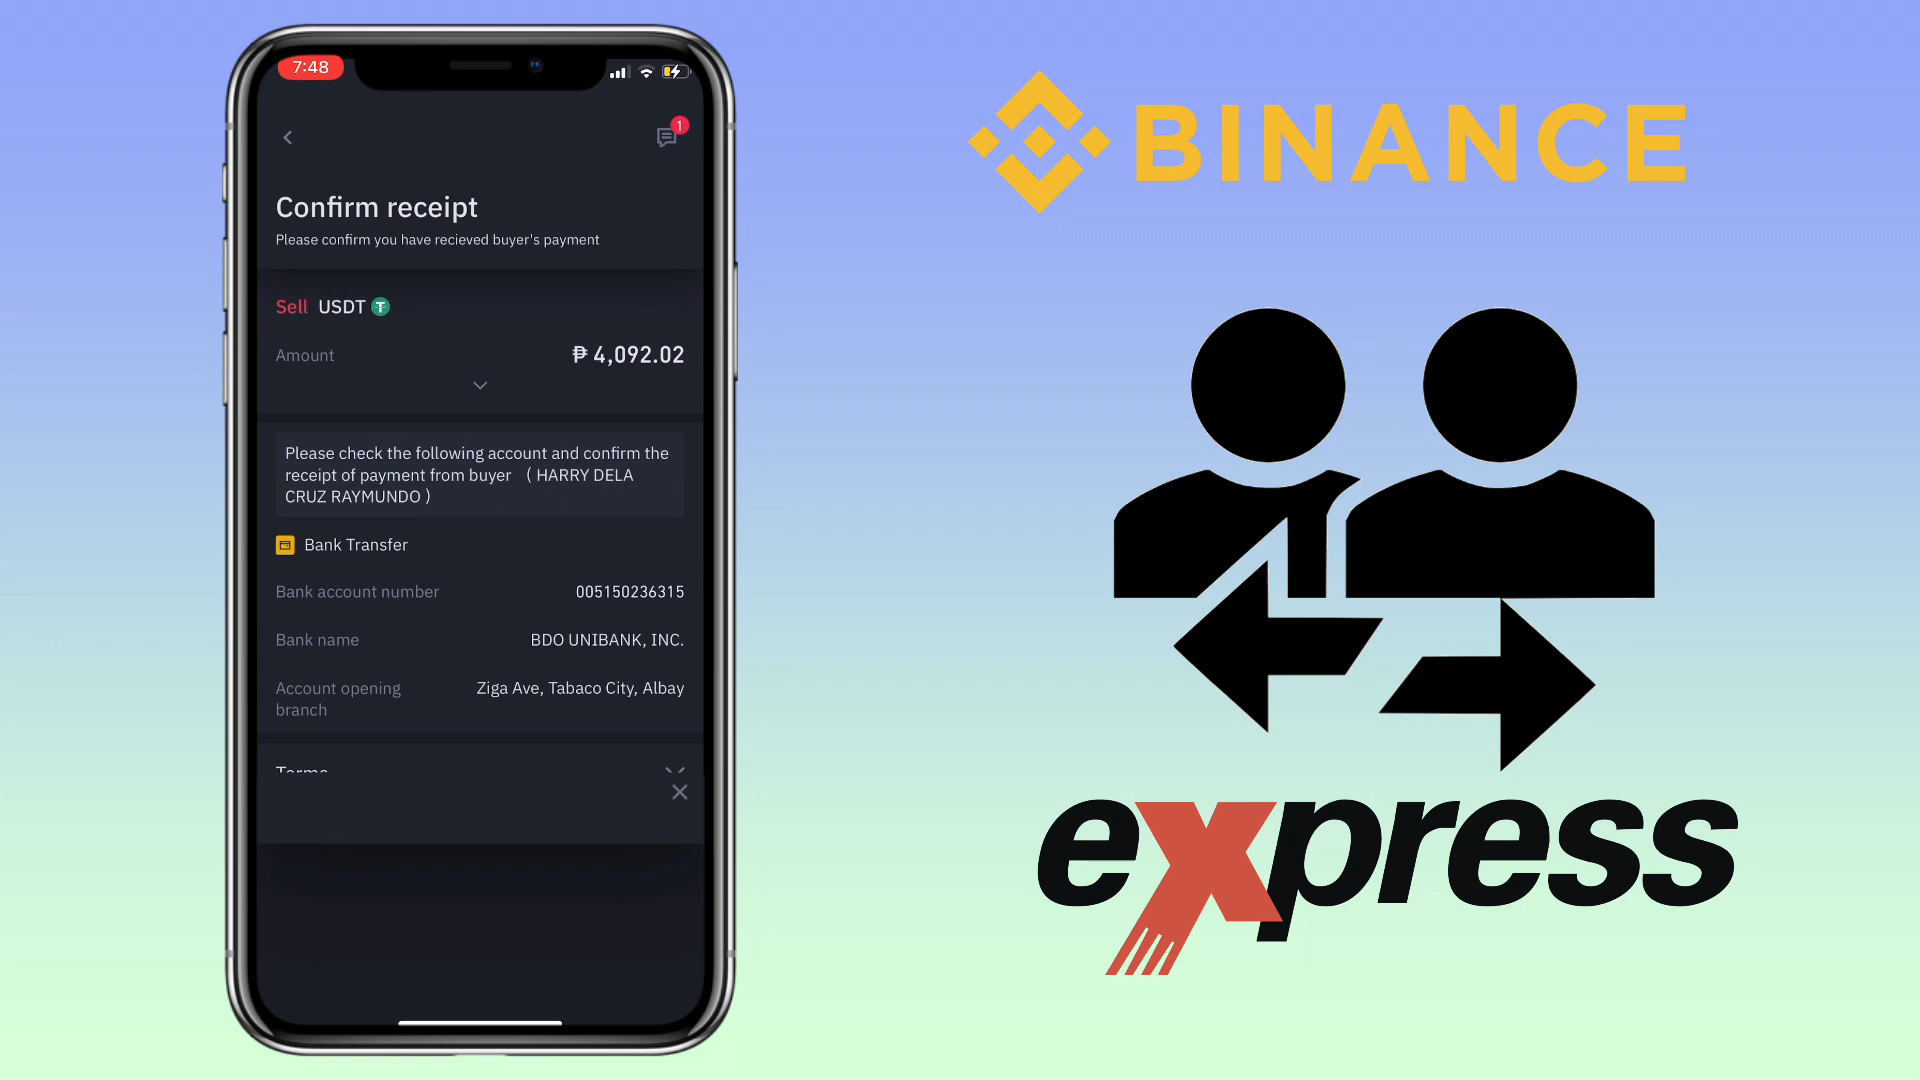 7:48
1
Confirm receipt
Please confirm you have recieved buyer's payment
Sell USDT
Amount ₱ 4,092.02
Please check the following account and confirm the
receipt of payment from buyer ( HARRY DELA
CRUZ RAYMUNDO )
Bank Transfer
Bank account number 005150236315
Bank name BDO UNIBANK, INC.
Account opening Ziga Ave, Tabaco City, Albay
branch
Terms
BINANCE
express